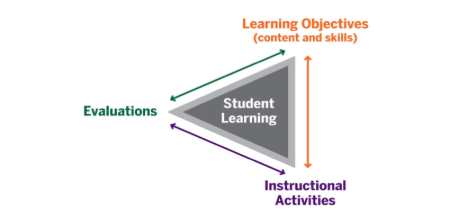 Learning Objectives
(content and skills)
Evaluations
Student
Learning
Instructional
Activities